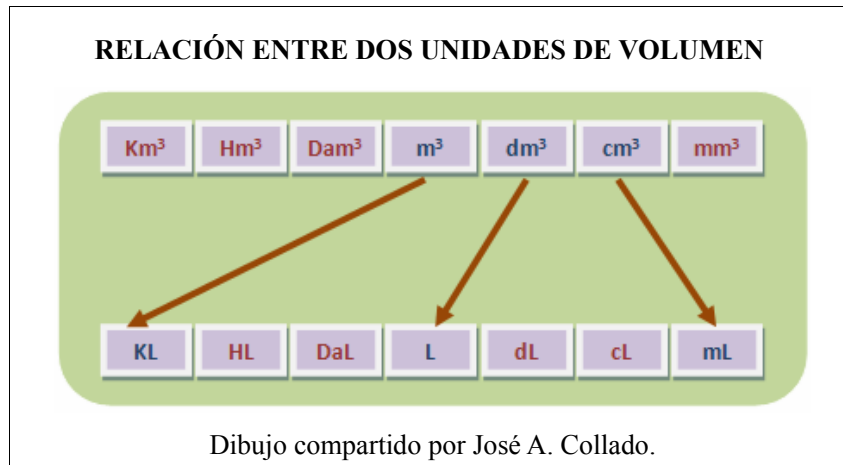 RELACIÓN ENTRE DOS UNIDADES DE VOLUMEN
Km³ Hm³ Dam³ m³ dm³ cm³ mm³
KL HL DaL L dL cL mL
Dibujo compartido por José A. Collado.